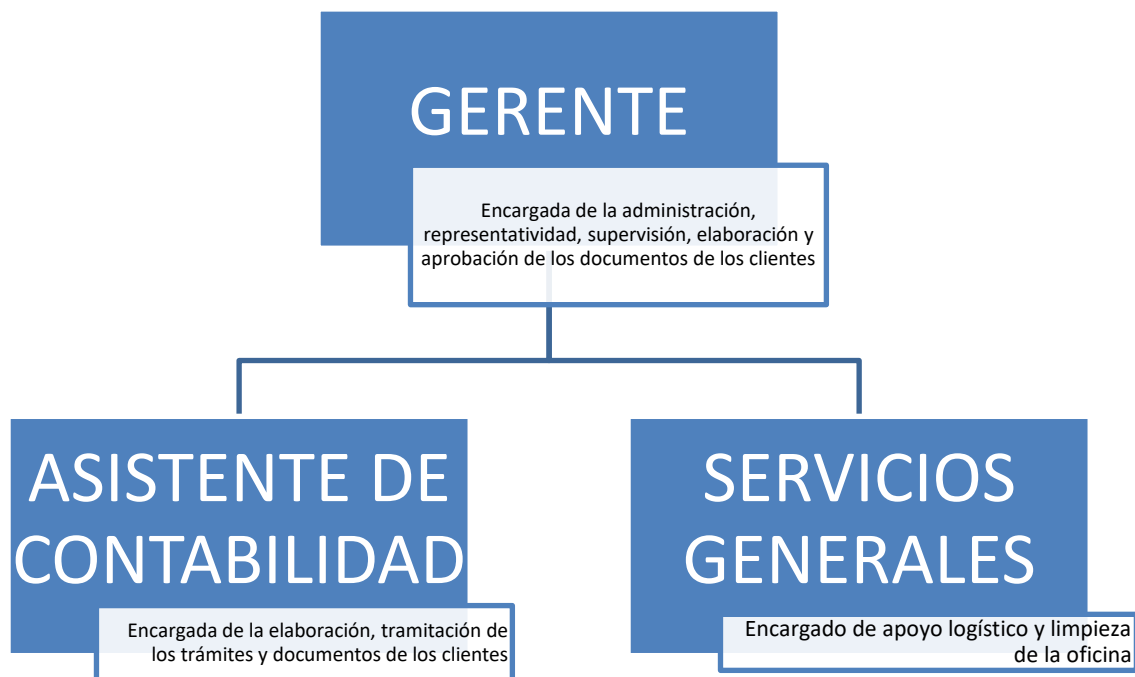 GERENTE
Encargada de la administración,
representatividad, supervisión, elaboración y
aprobación de los documentos de los clientes
ASISTENTE DE
CONTABILIDAD
Encargada de la elaboración, tramitación de
los trámites y documentos de los clientes
SERVICIOS
GENERALES
Encargado de apoyo logístico y limpieza
de la oficina